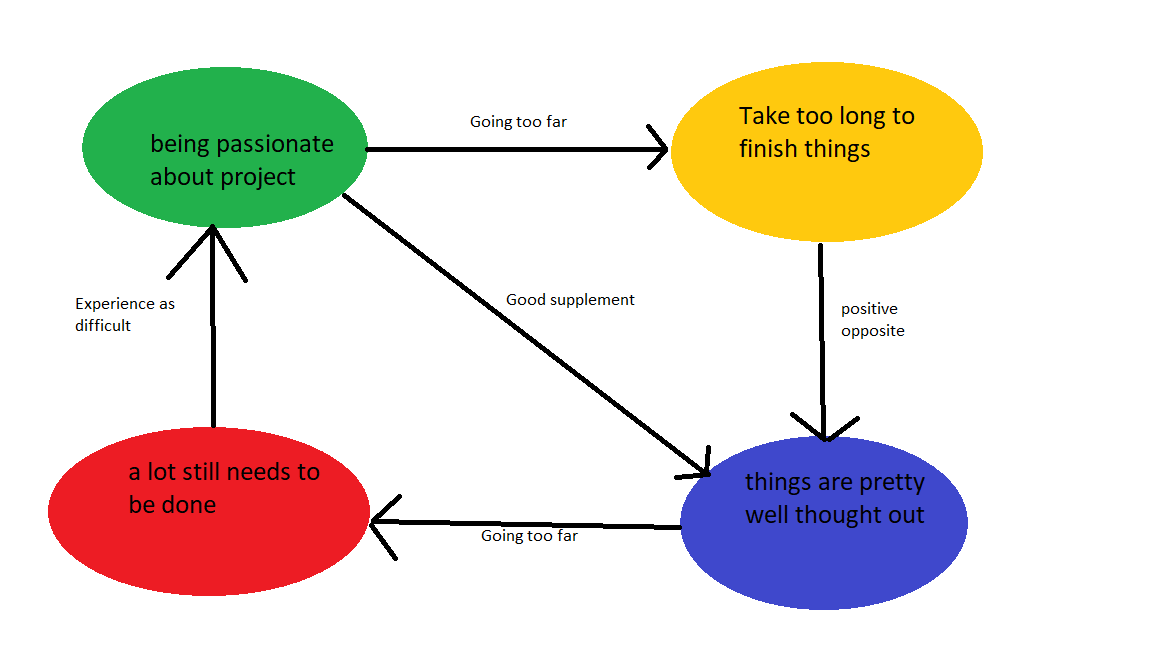 being passionate
about project
Going too far
Take too long to
finish things
Experience as
difficult
Good supplement
positive
opposite
a lot still needs to
be done
Going too far
things are pretty
well thought out